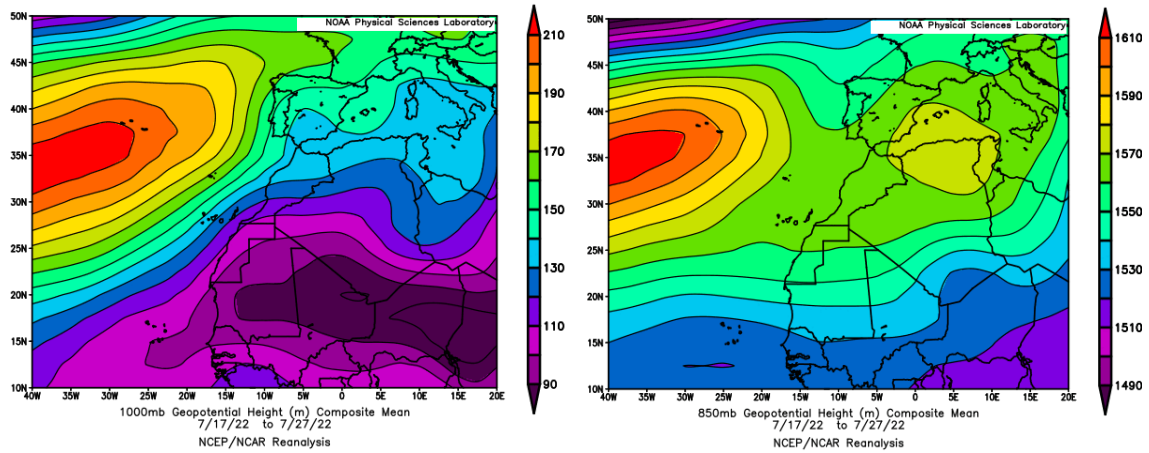 NOAA Physical Sciences Laboratory
50N
45N
40N
35N
30N
25N
20N
15N
10N
40W 35W 30W 25W 20W 15W 10W 5W 0 5E 10E 15E 20E
210
190
170
150
130
110
90
1000mb Geopotential Height (m) Composite Mean
7/17/22 to 7/27/22
NCEP/NCAR Reanalysis
NOAA Physical Sciences Laboratory
50N
45N
40N
35N
30N
25N
20N
15N
10N
40W 35W 30W 25W 20W 15W 10W 5W 0 5E 10E 15E 20E
1610
1590
1570
1550
1530
1510
1490
850mb Geopotential Height (m) Composite Mean
7/17/22 to 7/27/22
NCEP/NCAR Reanalysis